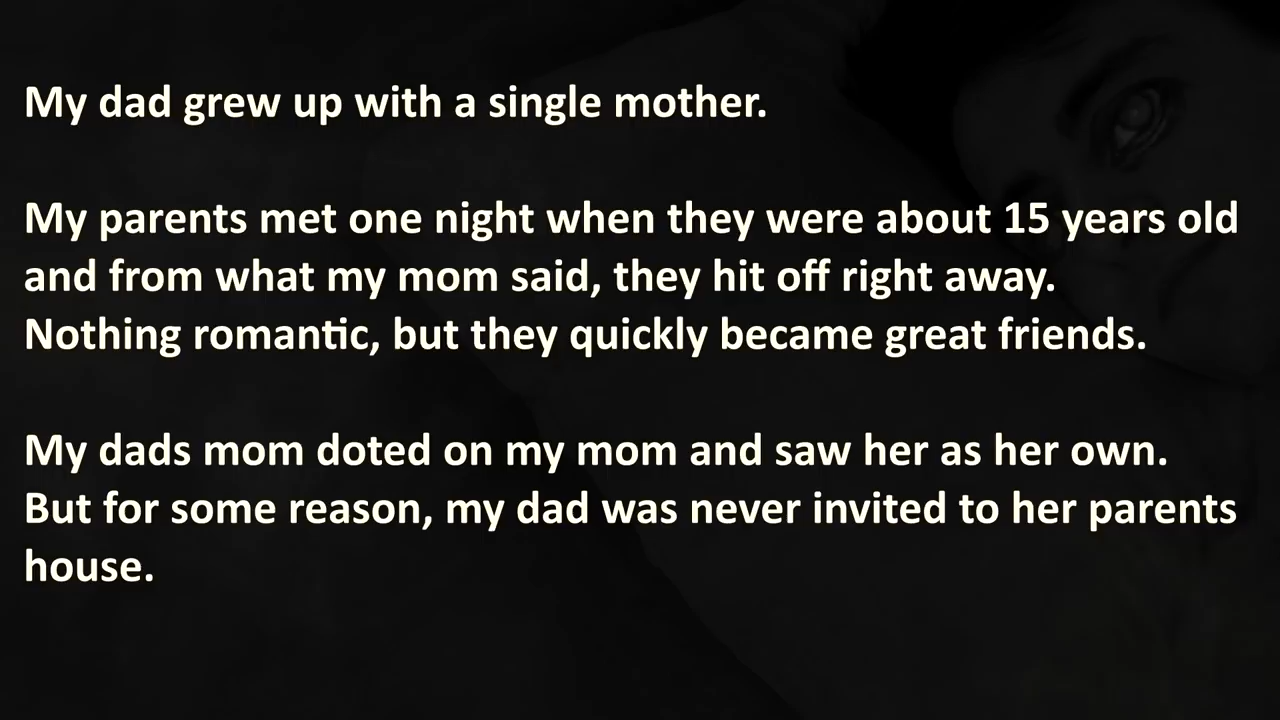 My dad grew up with a single mother.
My parents met one night when they were about 15 years old
and from what my mom said, they hit off right away.
Nothing romantic, but they quickly became great friends.
My dads mom doted on my mom and saw her as her own.
But for some reason, my dad was never invited to her parents
house.